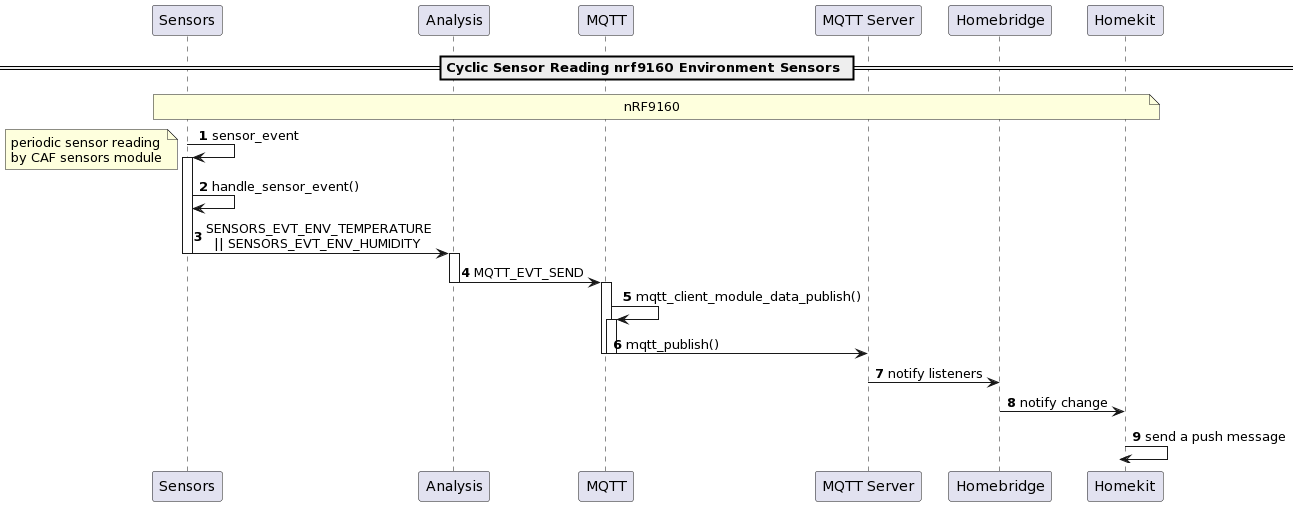 Sensors
Analysis
MQTT
MQTT Server
Homebridge
Homekit
Cyclic Sensor Reading nrf9160 Environment Sensors
nRF9160
periodic sensor reading
by CAF sensors module
1 sensor_event
2 handle_sensor_event()
3 SENSORS_EVT_ENV_TEMPERATURE
|| SENSORS_EVT_ENV_HUMIDITY
4 MQTT_EVT_SEND
5 mqtt_client_module_data_publish()
6 mqtt_publish()
7 notify listeners
8 notify change
9 send a push message
Sensors
Analysis
MQTT
MQTT Server
Homebridge
Homekit